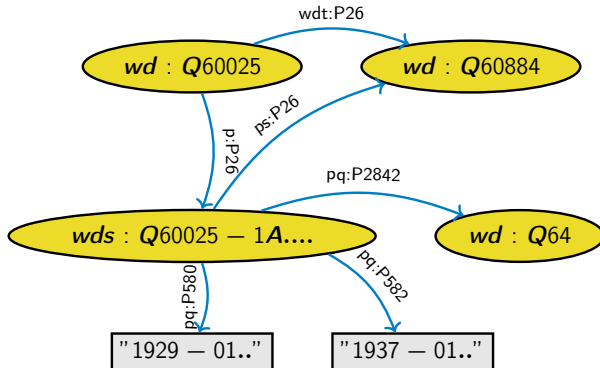 wdt:P26
wd : Q60025
wd : Q60884
p:P26
ps:P26
pq:P2842
wds : Q60025 − 1A....
wd : Q64
pq:P580
pq:P582
"1929 − 01.."
"1937 − 01.."